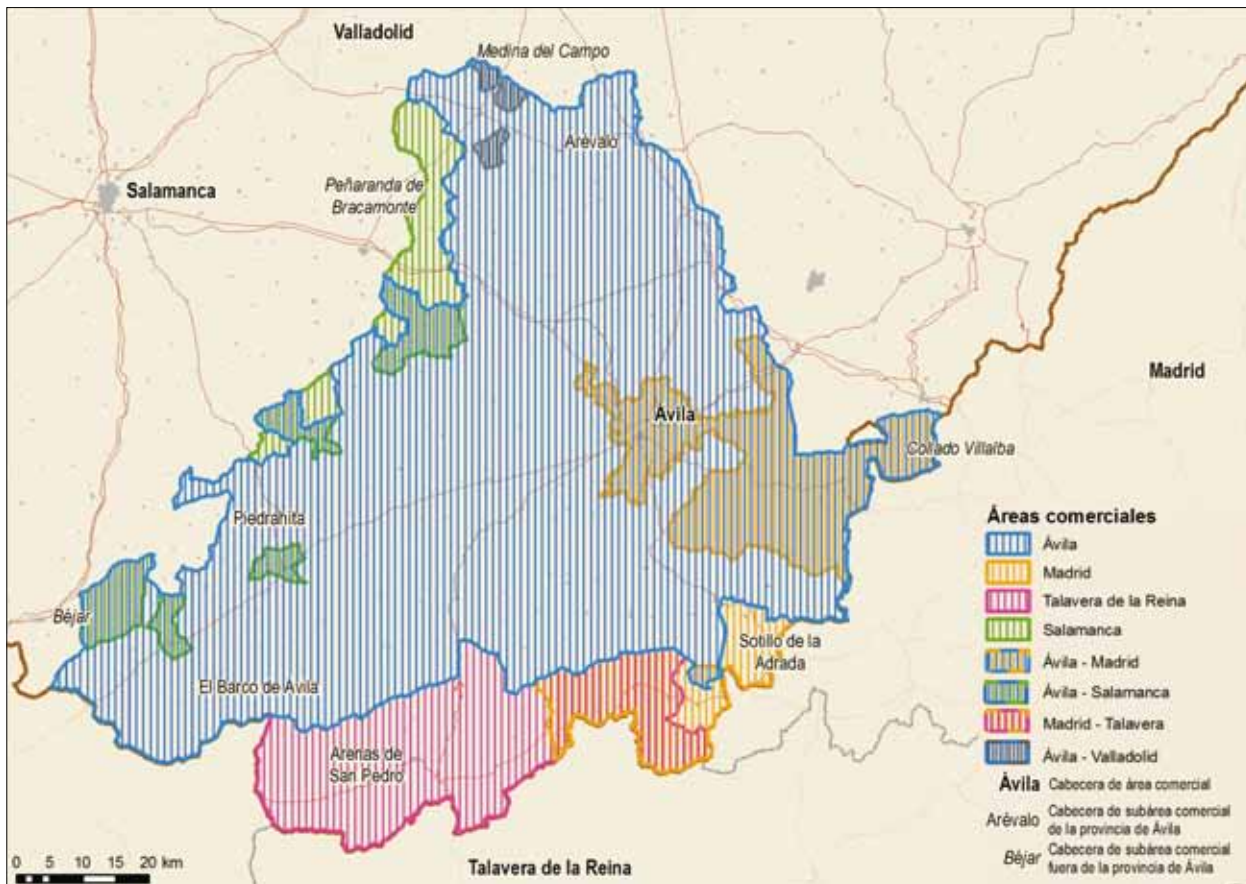 Valladolid
Medina del Campo
Arévalo
Salamanca
Peñaranda de
Bracamonte
Madrid
Ávila
Collado Villalba
Piedrahita
Béjar
Sotillo de la
Adrada
El Barco de Avila
Arenas de
San Pedro
Talavera de la Reina
0 5 10 15 20 km
Áreas comerciales
Ávila
Madrid
Talavera de la Reina
Salamanca
Ávila - Madrid
Ávila - Salamanca
Madrid - Talavera
Ávila - Valladolid
Ávila Cabecera de área comercial
Arévalo Cabecera de subárea comercial
de la provincia de Ávila
Béjar Cabecera de subárea comercial
fuera de la provincia de Ávila